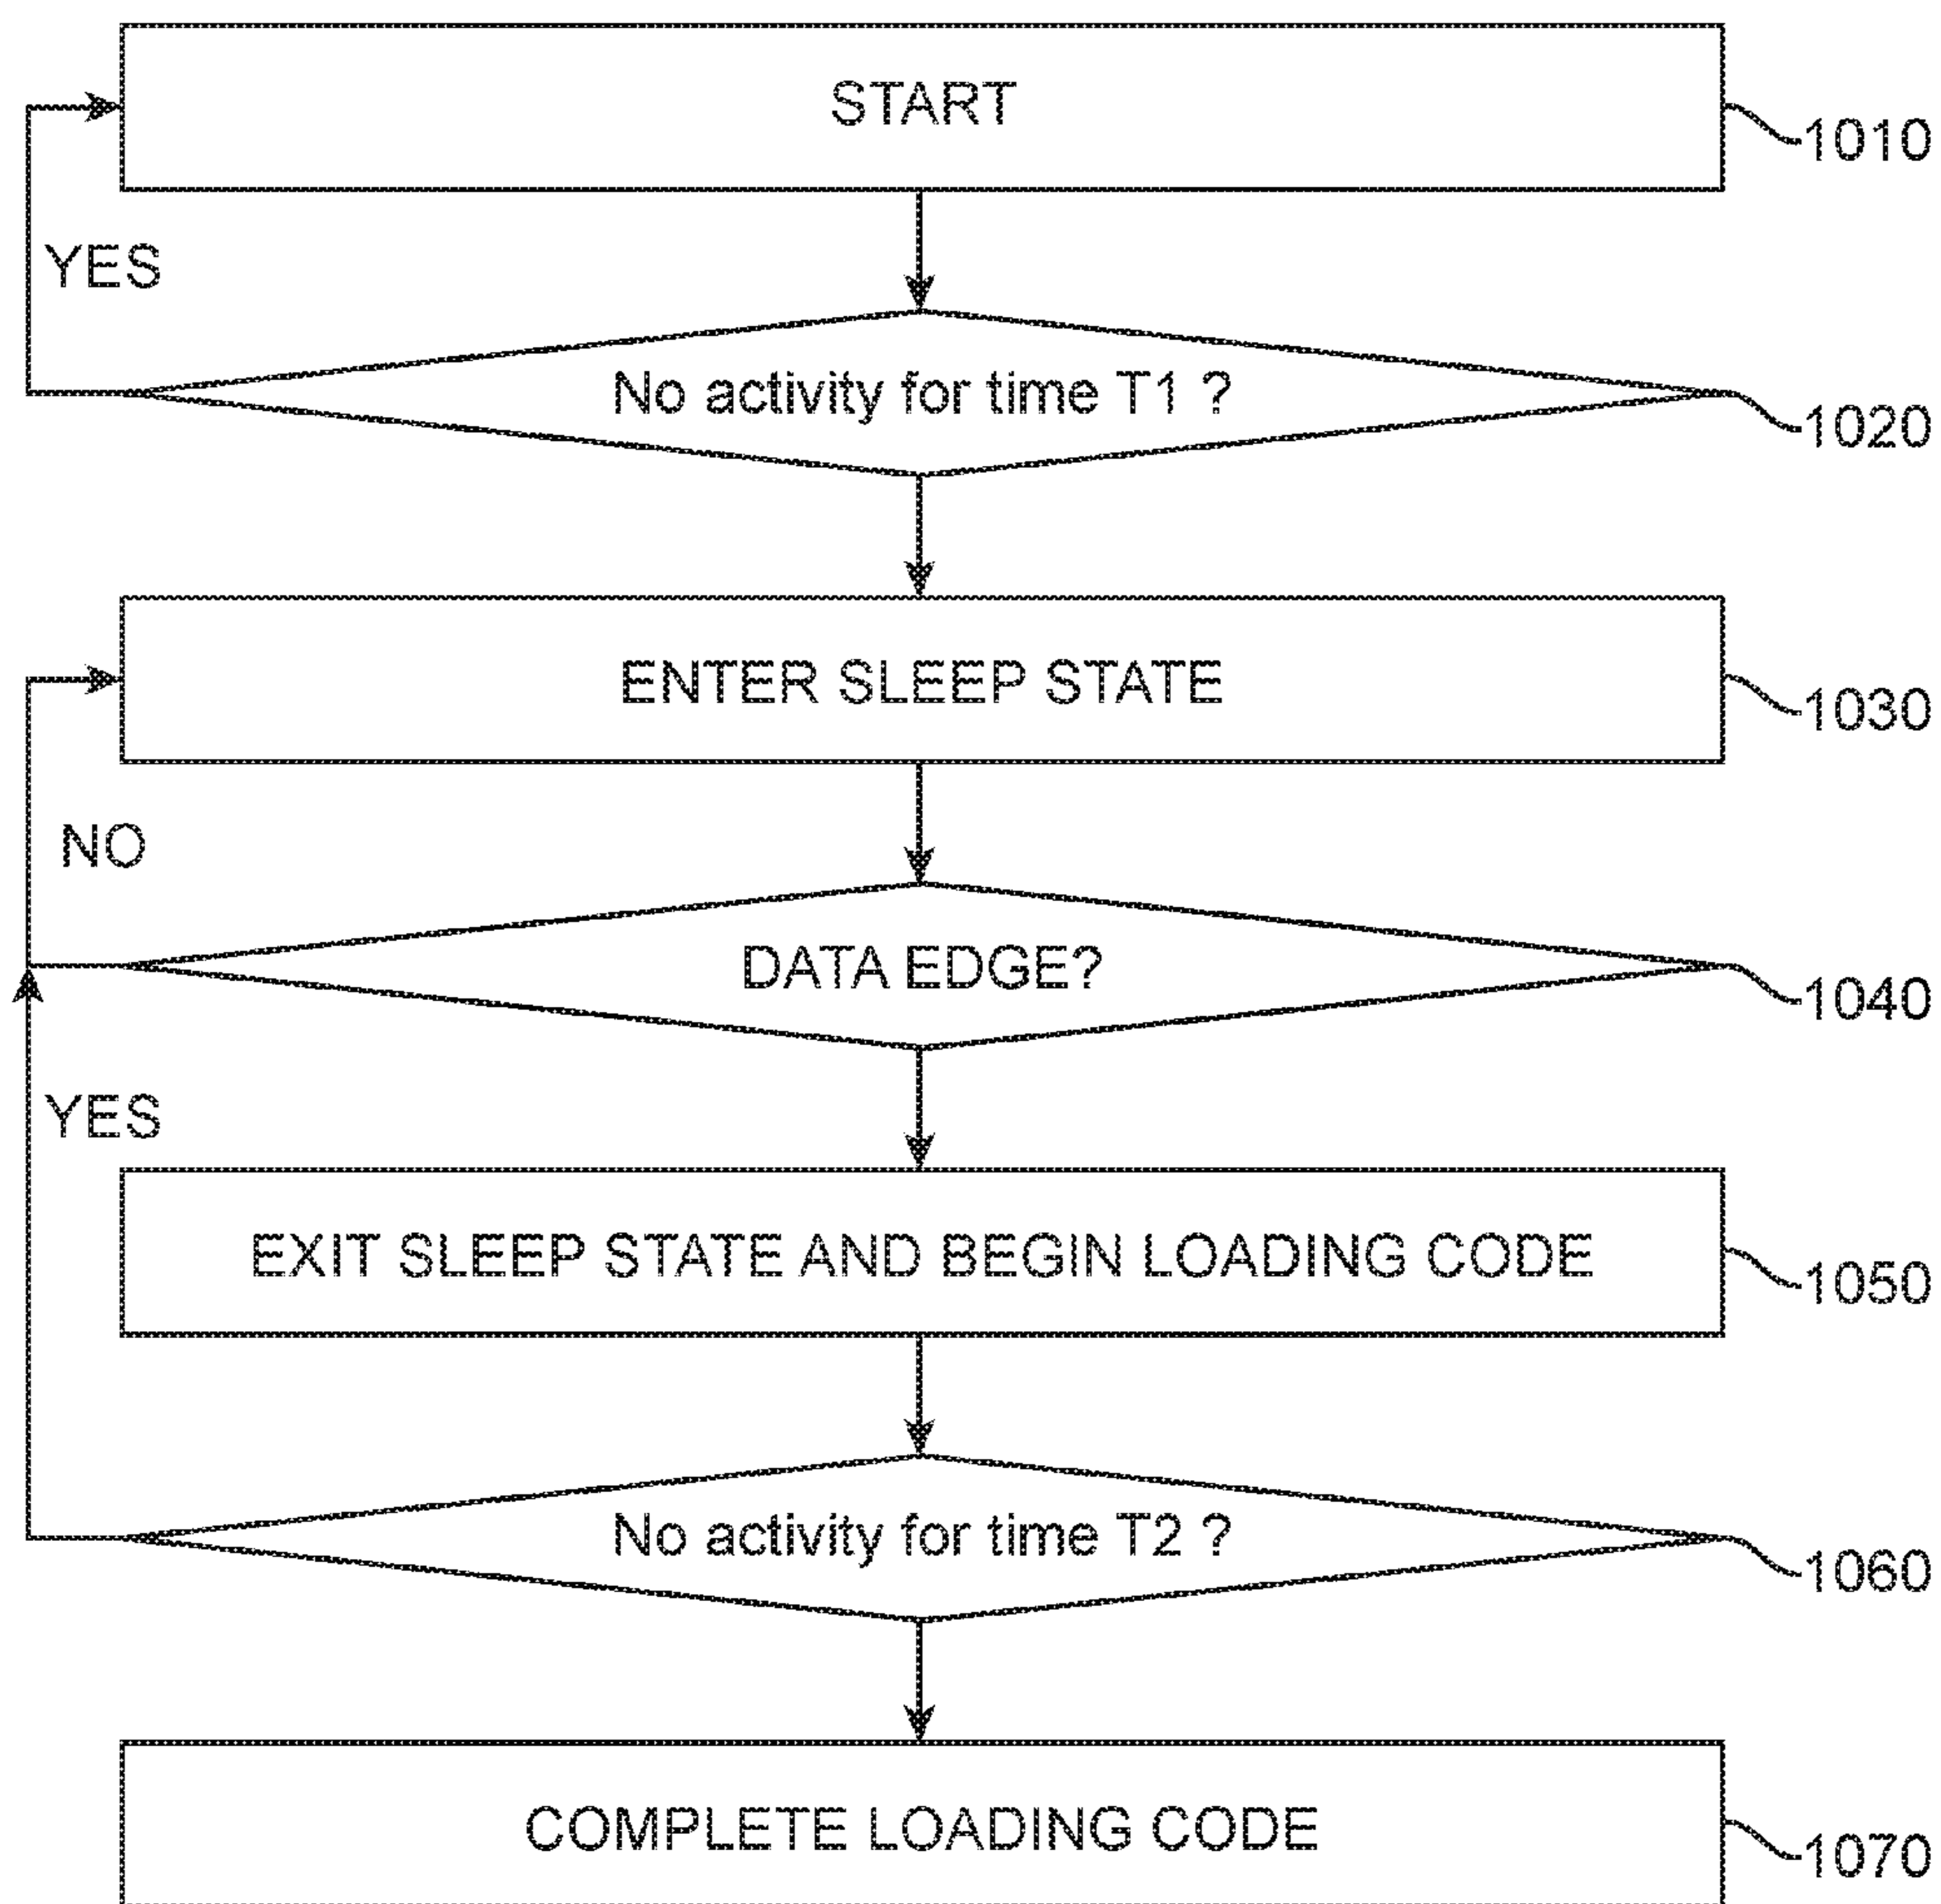 START
1010
YES
No activity for time T1 ?
1020
ENTER SLEEP STATE
1030
NO
DATA EDGE?
1040
YES
EXIT SLEEP STATE AND BEGIN LOADING CODE
1050
No activity for time T2 ?
1060
COMPLETE LOADING CODE
1070